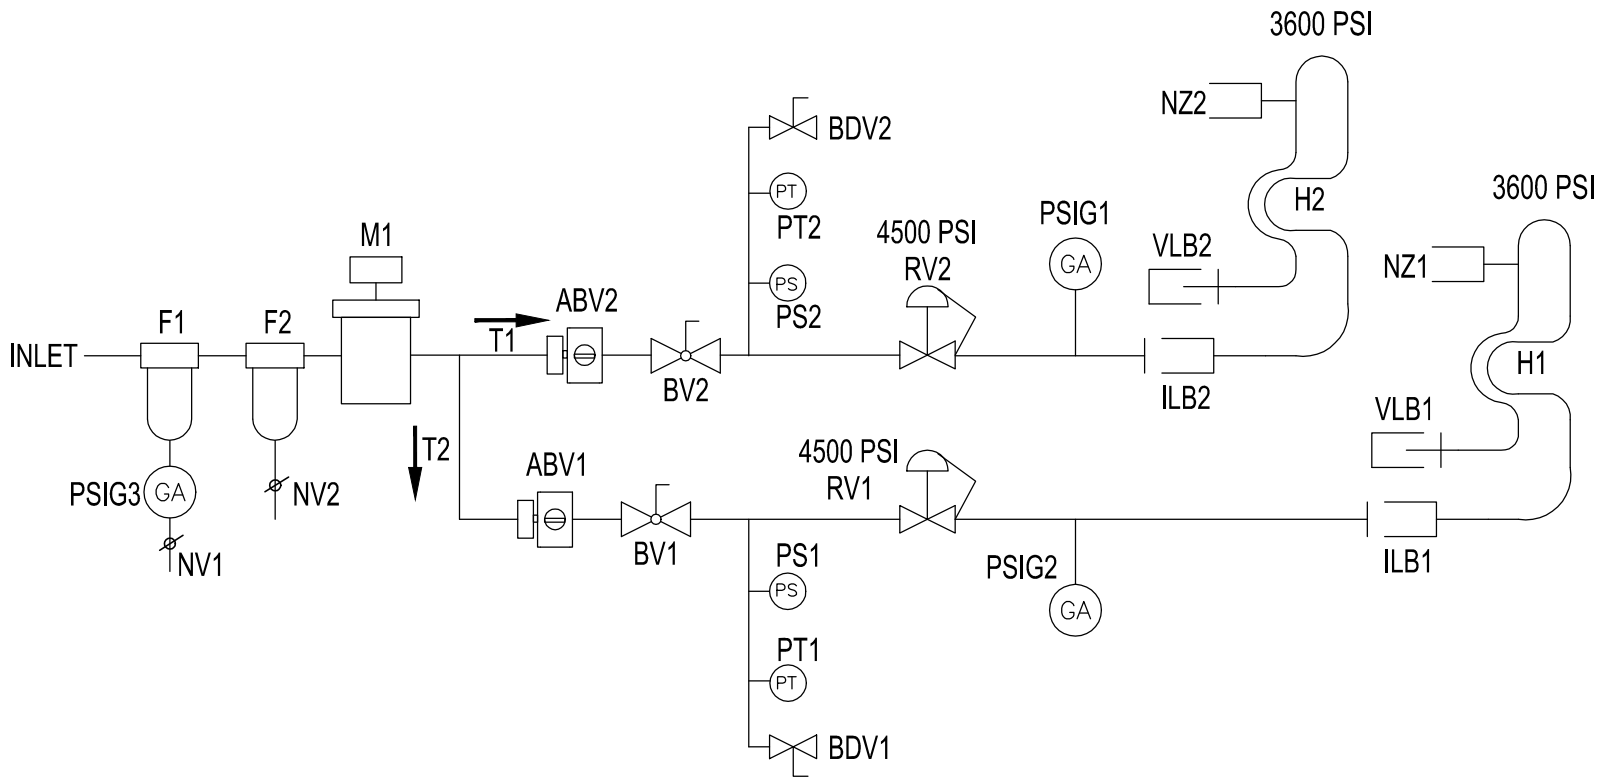 3600 PSI
NZ2
BDV2
PT
PT2
PS
PS2
H2
3600 PSI
PSIG1
GA
4500 PSI
RV2
VLB2
NZ1
M1
ABV2
F1
F2
T1
INLET
BV2
ILB2
H1
VLB1
T2
ABV1
4500 PSI
RV1
PSIG3
GA
NV2
NV1
BV1
PS1
PS
PSIG2
GA
ILB1
PT1
PT
BDV1